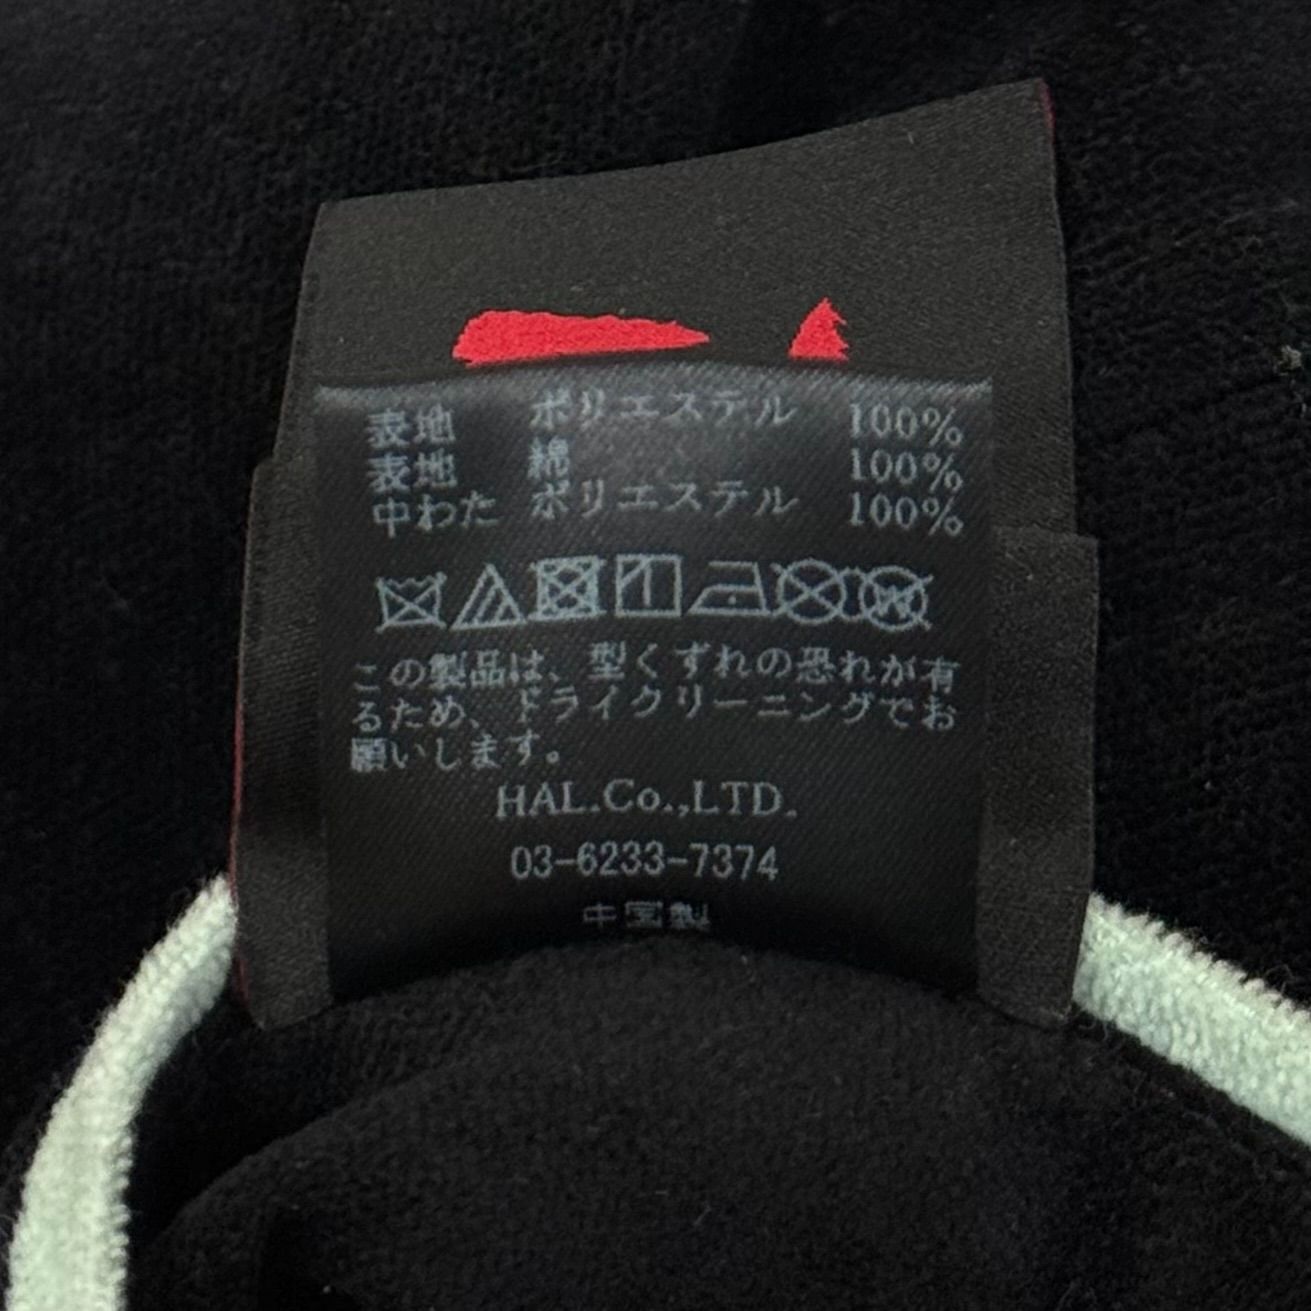 表地 ポリエステル 100%
表地 綿 100%
中わた ポリエステル 100%
この製品は、型くずれの恐れが有
るため、ドライクリーニングでお
願いします。
HAL.Co.,LTD.
03-6233-7374
中国製